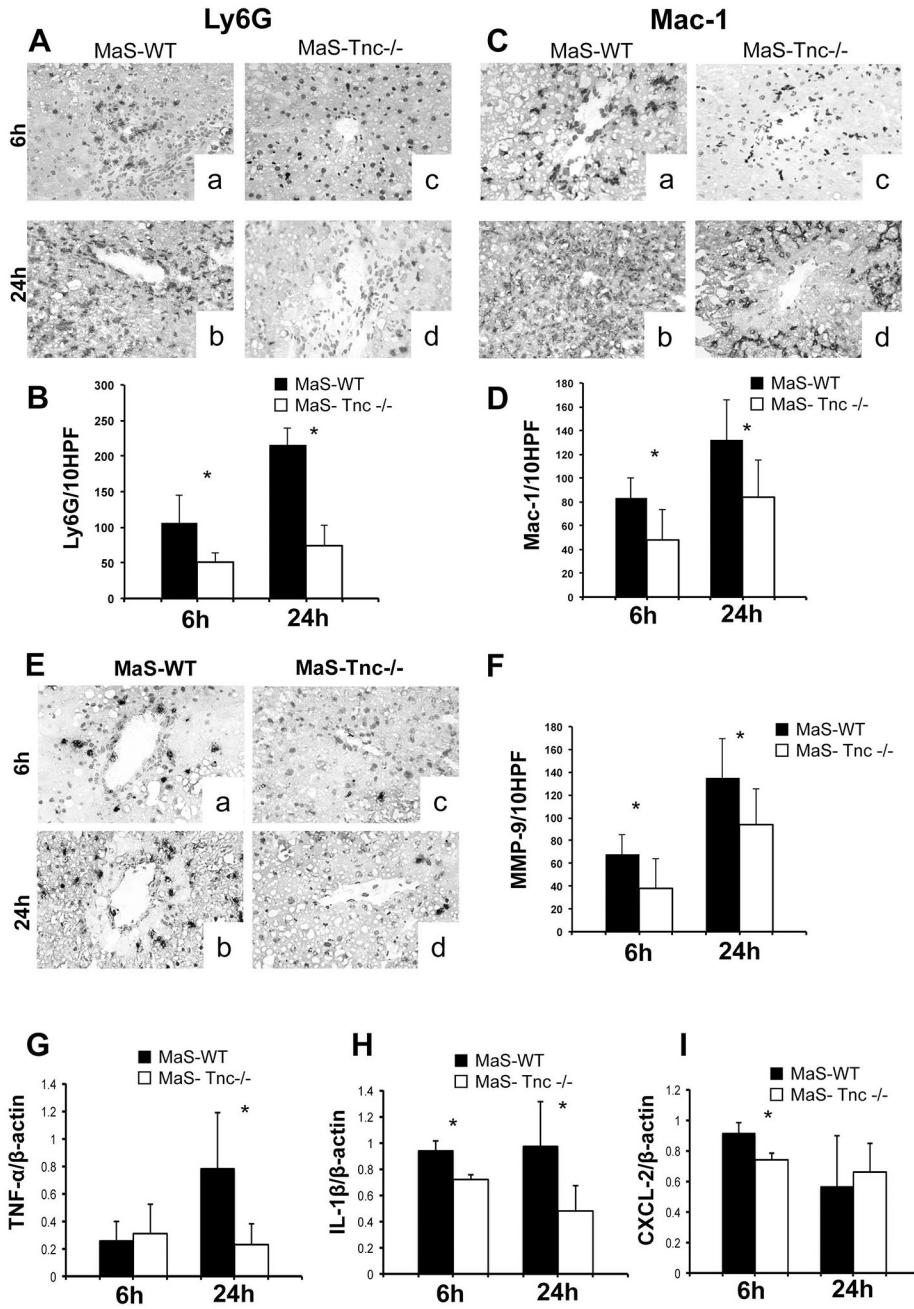 Ly6G
Mac-1
A
MaS-WT
MaS-Tnc-/-
C
MaS-WT
MaS-Tnc-/-
6h
a
c
a
c
24h
b
d
b
d
B
MaS-WT
MaS- Tnc -/-
Ly6G/10HPF
300
250
200
150
100
50
0
*
*
6h
24h
D
MaS-WT
MaS- Tnc -/-
Mac-1/10HPF
180
160
140
120
100
80
60
40
20
0
*
*
6h
24h
E
MaS-WT
MaS-Tnc-/-
6h
a
c
24h
b
d
F
MaS-WT
MaS- Tnc -/-
MMP-9/10HPF
180
160
140
120
100
80
60
40
20
0
*
*
6h
24h
G
MaS-WT
MaS- Tnc-/-
TNF-α/β-actin
1.4
1.2
1
0.8
0.6
0.4
0.2
0
*
6h
24h
H
MaS-WT
MaS- Tnc -/-
IL-1β/β-actin
1.4
1.2
1
0.8
0.6
0.4
0.2
0
*
*
6h
24h
I
MaS-WT
MaS- Tnc -/-
CXCL-2/β-actin
1.2
1
0.8
0.6
0.4
0.2
0
*
6h
24h